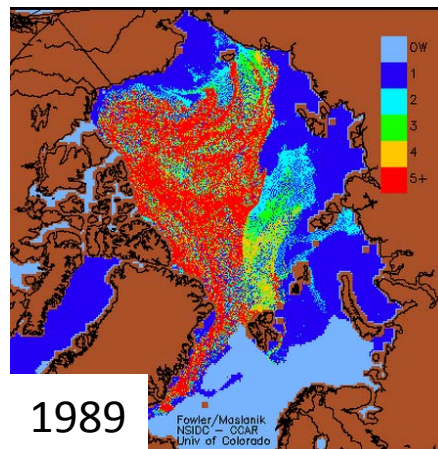 OW
1
2
3
4
5+
1989
Fowler/Maslanik
NSIDC - CCAR
Univ of Colorado